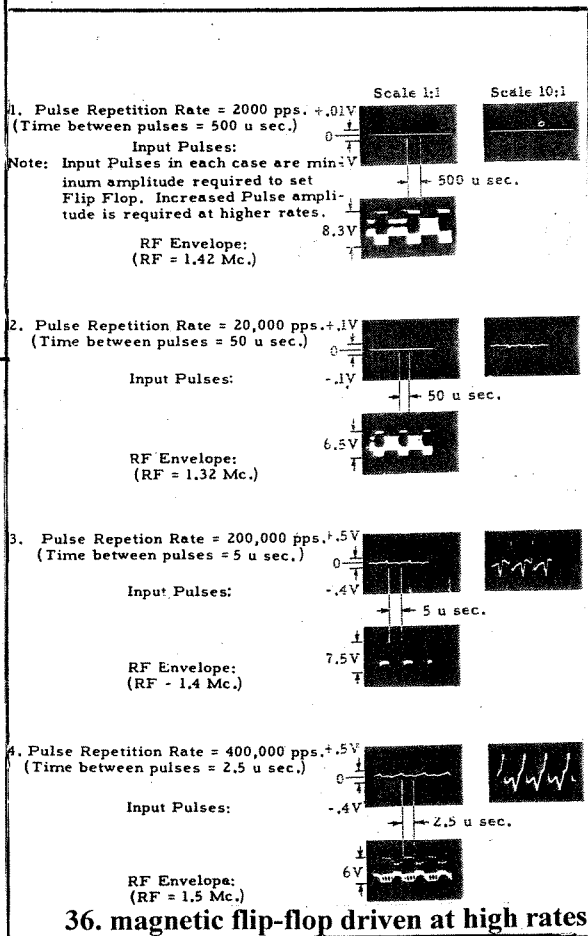 Scale 1:1 Scale 10:1
1. Pulse Repetition Rate = 2000 pps. +.01V
(Time between pulses = 500 u sec.) 0
Input Pulses:
Note: Input Pulses in each case are min-
inum amplitude required to set 500 u sec.
Flip Flop. Increased Pulse ampli-
tude is required at higher rates. 8.3V
RF Envelope:
(RF = 1.42 Mc.)
2. Pulse Repetition Rate = 20,000 pps. +.1V
(Time between pulses = 50 u sec.) 0
Input Pulses: -.1V
50 u sec.
6.5V
RF Envelope:
(RF = 1.32 Mc.)
3. Pulse Repetion Rate = 200,000 pps. +.5V
(Time between pulses = 5 u sec.) 0
Input Pulses: -.4V
5 u sec.
RF Envelope: 7.5V
(RF - 1.4 Mc.)
4. Pulse Repetition Rate = 400,000 pps. +.5V
(Time between pulses = 2.5 u sec.) 0
Input Pulses: -.4V
2.5 u sec.
RF Envelope: 6V
(RF = 1.5 Mc.)
36. magnetic flip-flop driven at high rates